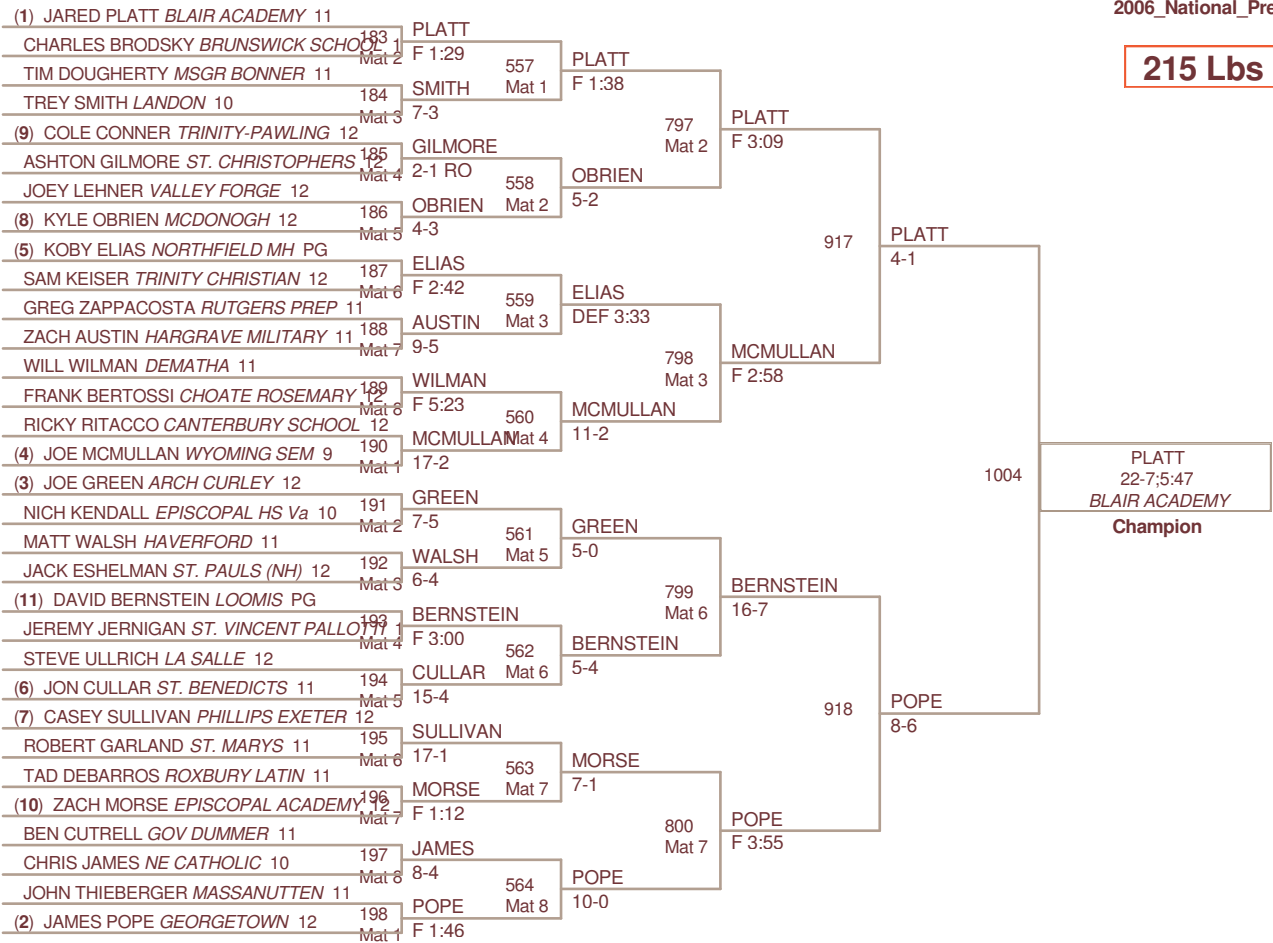 2006_National_Pre
215 Lbs
(1) JARED PLATT BLAIR ACADEMY 11
CHARLES BRODSKY BRUNSWICK SCHOOL 1
TIM DOUGHERTY MSGR BONNER 11
TREY SMITH LANDON 10
(9) COLE CONNER TRINITY-PAWLING 12
ASHTON GILMORE ST. CHRISTOPHERS 12
JOEY LEHNER VALLEY FORGE 12
(8) KYLE OBRIEN MCDONOGH 12
(5) KOBY ELIAS NORTHFIELD MH PG
SAM KEISER TRINITY CHRISTIAN 12
GREG ZAPPACOSTA RUTGERS PREP 11
ZACH AUSTIN HARGRAVE MILITARY 11
WILL WILMAN DEMATHA 11
FRANK BERTOSSI CHOATE ROSEMARY 12
RICKY RITACCO CANTERBURY SCHOOL 12
(4) JOE MCMULLAN WYOMING SEM 9
(3) JOE GREEN ARCH CURLEY 12
NICH KENDALL EPISCOPAL HS Va 10
MATT WALSH HAVERFORD 11
JACK ESHELMAN ST. PAULS (NH) 12
(11) DAVID BERNSTEIN LOOMIS PG
JEREMY JERNIGAN ST. VINCENT PALLOTTI 1
STEVE ULLRICH LA SALLE 12
(6) JON CULLAR ST. BENEDICTS 11
(7) CASEY SULLIVAN PHILLIPS EXETER 12
ROBERT GARLAND ST. MARYS 11
TAD DEBARROS ROXBURY LATIN 11
(10) ZACH MORSE EPISCOPAL ACADEMY 12
BEN CUTRELL GOV DUMMER 11
CHRIS JAMES NE CATHOLIC 10
JOHN THIEBERGER MASSANUTTEN 11
(2) JAMES POPE GEORGETOWN 12
183
Mat 2
PLATT
F 1:29
184
Mat 3
SMITH
7-3
185
Mat 4
GILMORE
2-1 RO
186
Mat 5
OBRIEN
4-3
187
Mat 6
ELIAS
F 2:42
188
Mat 7
AUSTIN
9-5
189
Mat 8
WILMAN
F 5:23
190
Mat 1
MCMULLAN
17-2
191
Mat 2
GREEN
7-5
192
Mat 3
WALSH
6-4
193
Mat 4
BERNSTEIN
F 3:00
194
Mat 5
CULLAR
15-4
195
Mat 6
SULLIVAN
17-1
196
Mat 7
MORSE
F 1:12
197
Mat 8
JAMES
8-4
198
Mat 1
POPE
F 1:46
557
Mat 1
PLATT
F 1:38
558
Mat 2
OBRIEN
5-2
559
Mat 3
ELIAS
DEF 3:33
560
Mat 4
MCMULLAN
11-2
561
Mat 5
GREEN
5-0
562
Mat 6
BERNSTEIN
5-4
563
Mat 7
MORSE
7-1
564
Mat 8
POPE
10-0
797
Mat 2
PLATT
F 3:09
798
Mat 3
MCMULLAN
F 2:58
799
Mat 6
BERNSTEIN
16-7
800
Mat 7
POPE
F 3:55
917
PLATT
4-1
918
POPE
8-6
1004
PLATT
22-7;5:47
BLAIR ACADEMY
Champion